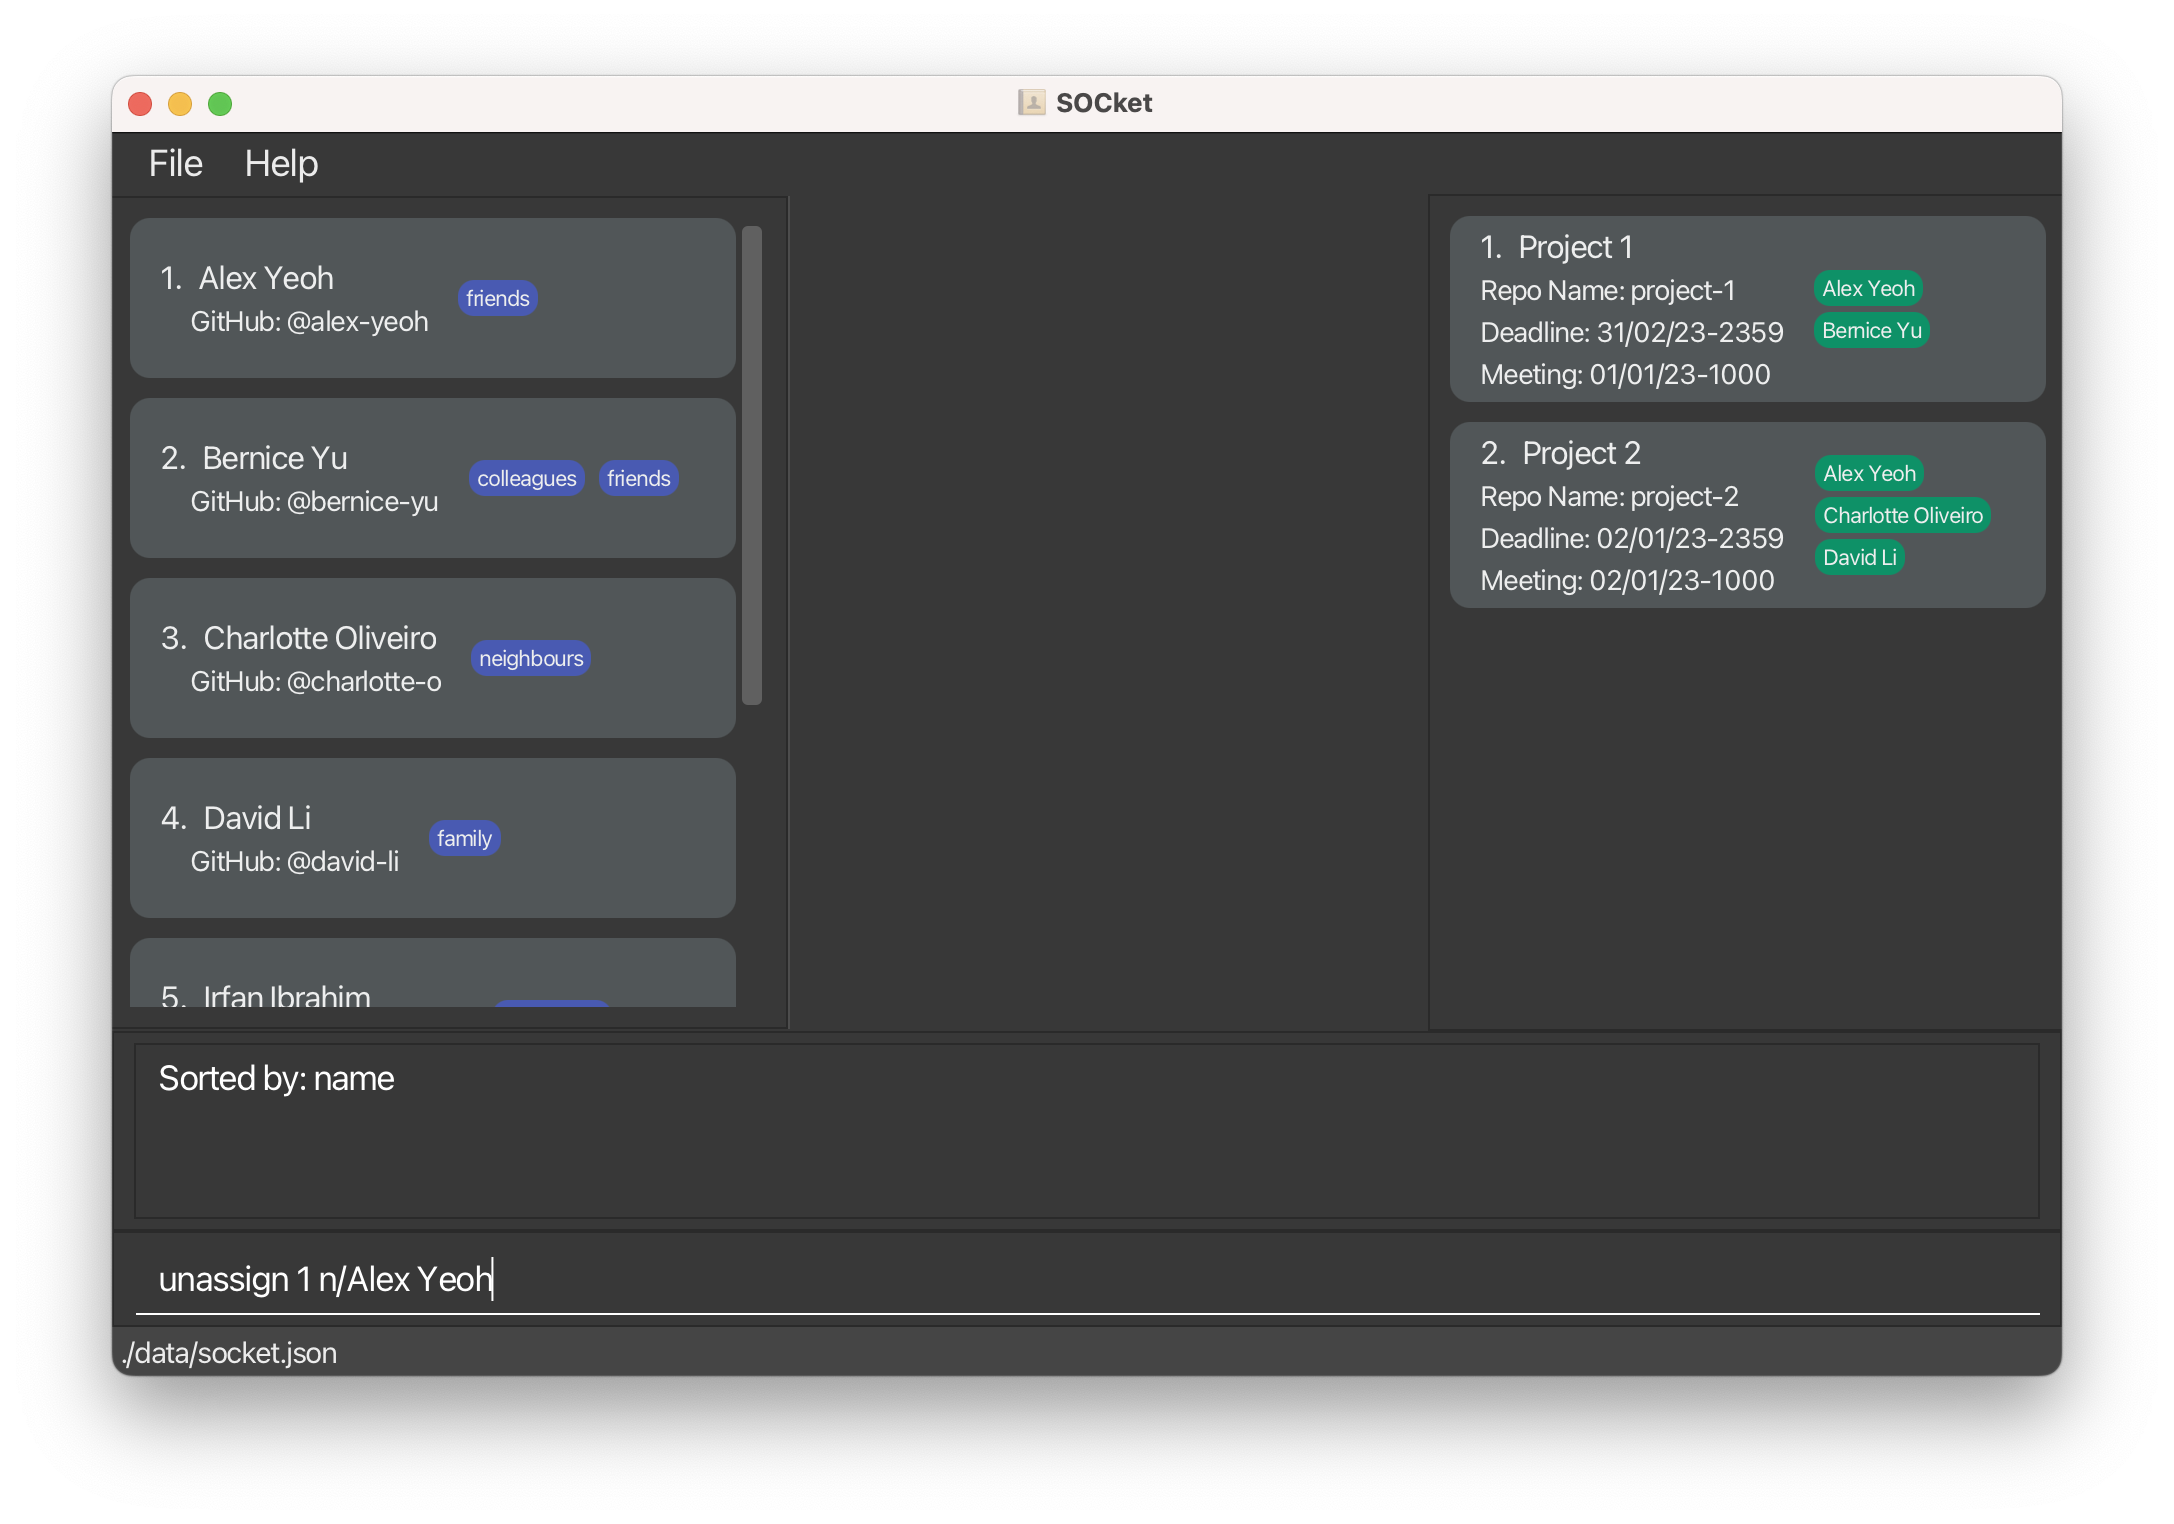 SOCket
File Help
1. Alex Yeoh
GitHub: @alex-yeoh
friends
2. Bernice Yu
GitHub: @bernice-yu
colleagues friends
3. Charlotte Oliveiro
GitHub: @charlotte-o
neighbours
4. David Li
GitHub: @david-li
family
5. Irfan Ibrahim
1. Project 1
Repo Name: project-1
Deadline: 31/02/23-2359
Meeting: 01/01/23-1000
Alex Yeoh
Bernice Yu
2. Project 2
Repo Name: project-2
Deadline: 02/01/23-2359
Meeting: 02/01/23-1000
Alex Yeoh
Charlotte Oliveiro
David Li
Sorted by: name
unassign 1 n/Alex Yeoh
./data/socket.json